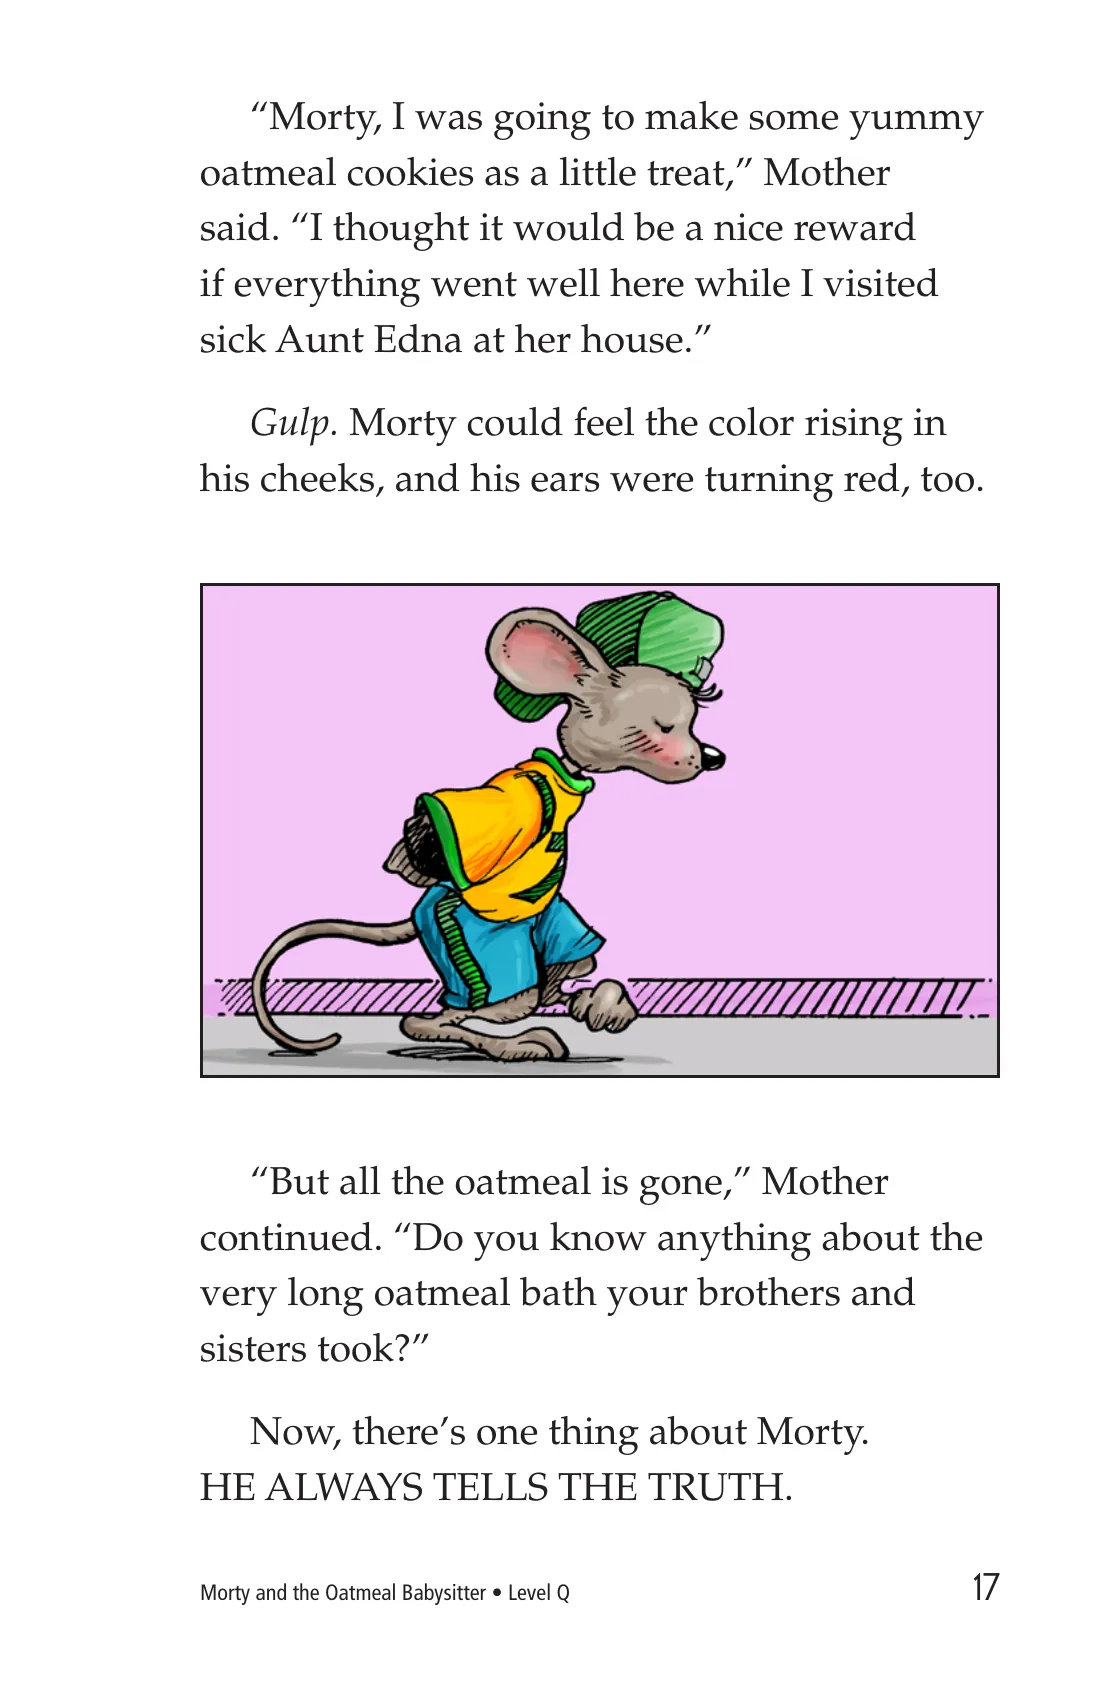 “Morty, I was going to make some yummy
oatmeal cookies as a little treat,” Mother
said. “I thought it would be a nice reward
if everything went well here while I visited
sick Aunt Edna at her house.”
Gulp. Morty could feel the color rising in
his cheeks, and his ears were turning red, too.
“But all the oatmeal is gone,” Mother
continued. “Do you know anything about the
very long oatmeal bath your brothers and
sisters took?”
Now, there’s one thing about Morty.
HE ALWAYS TELLS THE TRUTH.
Morty and the Oatmeal Babysitter • Level Q
17